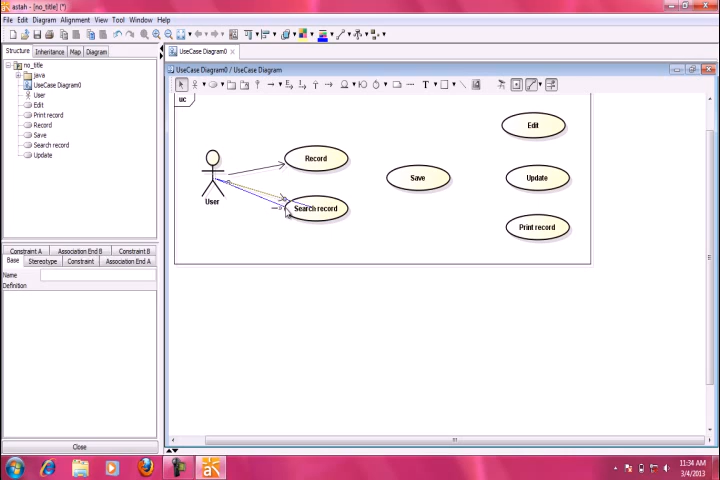 astah - [no_title] (*)
File Edit Diagram Alignment View Tool Window Help
Structure Inheritance Map Diagram
UseCase Diagram0
no_title
java
UseCase Diagram0
User
Edit
Print record
Record
Save
Search record
Update
UseCase Diagram0 / UseCase Diagram
T
uc
User
Record
Search record
Save
Edit
Update
Print record
Constraint A Association End B Constraint B
Base Stereotype Constraint Association End A
Name
Definition
Close
11:34 AM
3/4/2013